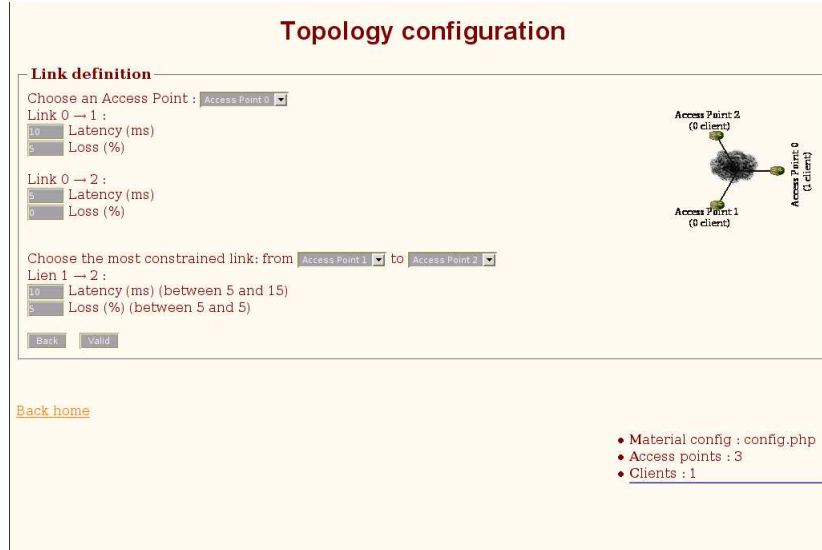 Topology configuration
Link definition
Choose an Access Point : Access Point 0
Link 0 → 1 :
10 Latency (ms)
5 Loss (%)
Link 0 → 2 :
5 Latency (ms)
0 Loss (%)
Choose the most constrained link: from Access Point 1 to Access Point 2
Lien 1 → 2 :
10 Latency (ms) (between 5 and 15)
5 Loss (%) (between 5 and 5)
Back Valid
Access Point 2
(0 client)
Access Point 0
(1 client)
Access Point 1
(0 client)
Back home
Material config : config.php
Access points : 3
Clients : 1